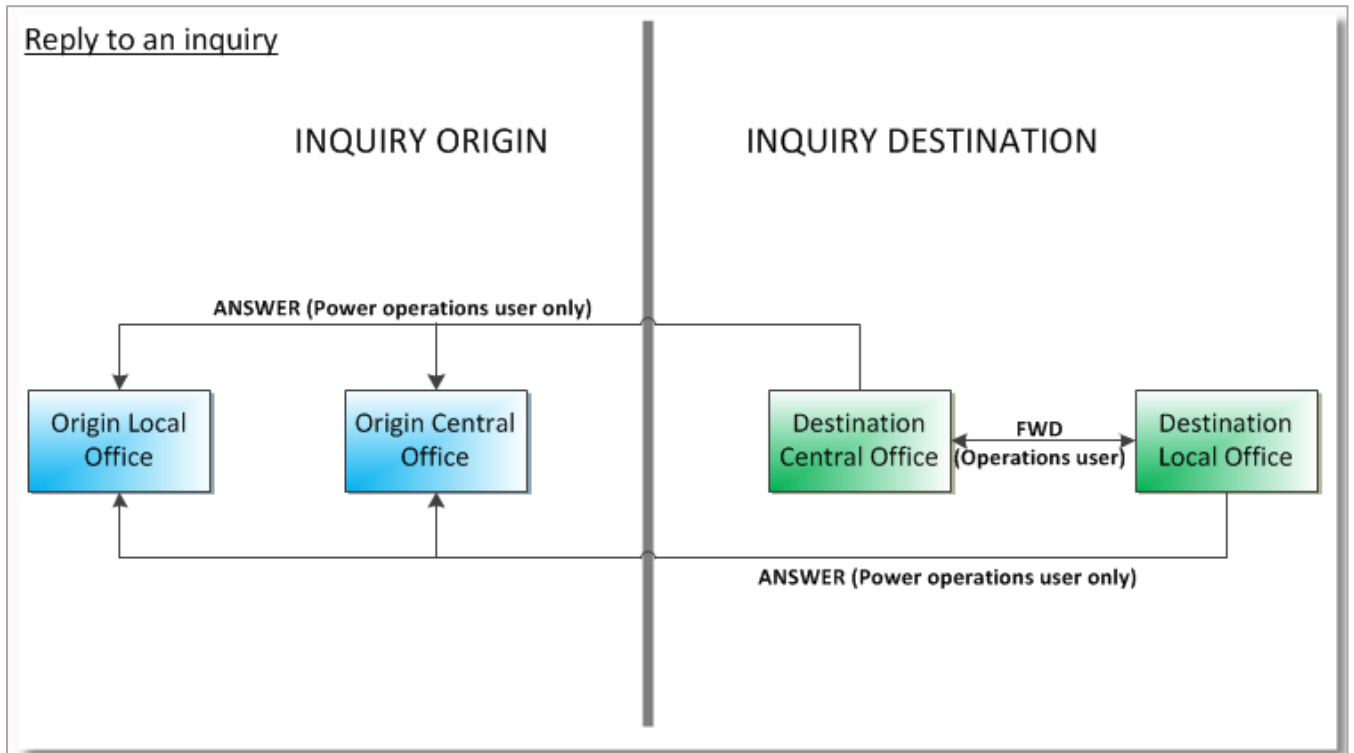 Reply to an inquiry
INQUIRY ORIGIN
INQUIRY DESTINATION
ANSWER (Power operations user only)
Origin Local
Office
Origin Central
Office
Destination
Central Office
FWD
(Operations user)
Destination
Local Office
ANSWER (Power operations user only)